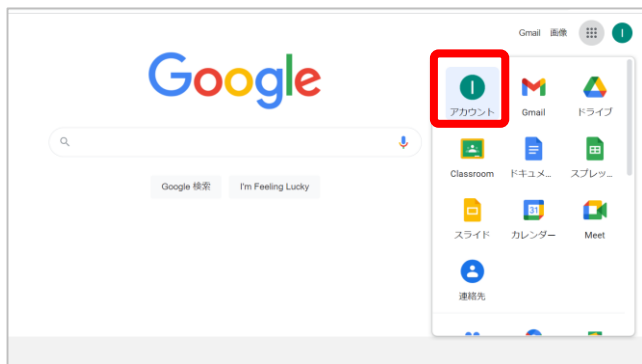 Gmail 画像
I
Google
I
アカウント
Gmail
ドライブ
Classroom
ドキュメ...
スプレッ...
31
スライド
カレンダー
Meet
連絡先
Google 検索
I'm Feeling Lucky